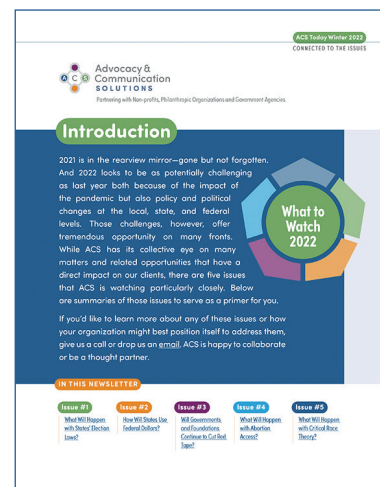 ACS Today Winter 2022
CONNECTED TO THE ISSUES
A C S
Advocacy &
Communication
SOLUTIONS
Partnering with Non-profits, Philanthropic Organizations and Government Agencies
Introduction
2021 is in the rearview mirror—gone but not forgotten.
And 2022 looks to be as potentially challenging
as last year both because of the impact of
the pandemic but also policy and political
changes at the local, state, and federal
levels. Those challenges, however, offer
tremendous opportunity on many fronts.
While ACS has its collective eye on many
matters and related opportunities that have a
direct impact on our clients, there are five issues
that ACS is watching particularly closely. Below
are summaries of those issues to serve as a primer for you.
What to
Watch
2022
If you'd like to learn more about any of these issues or how
your organization might best position itself to address them,
give us a call or drop us an email. ACS is happy to collaborate
or be a thought partner.
IN THIS NEWSLETTER
Issue #1
What Will Happen
with States' Election
Laws?
Issue #2
How Will States Use
Federal Dollars?
Issue #3
Will Governments
and Foundations
Continue to Cut Red
Tape?
Issue #4
What Will Happen
with Abortion
Access?
Issue #5
What Will Happen
with Critical Race
Theory?